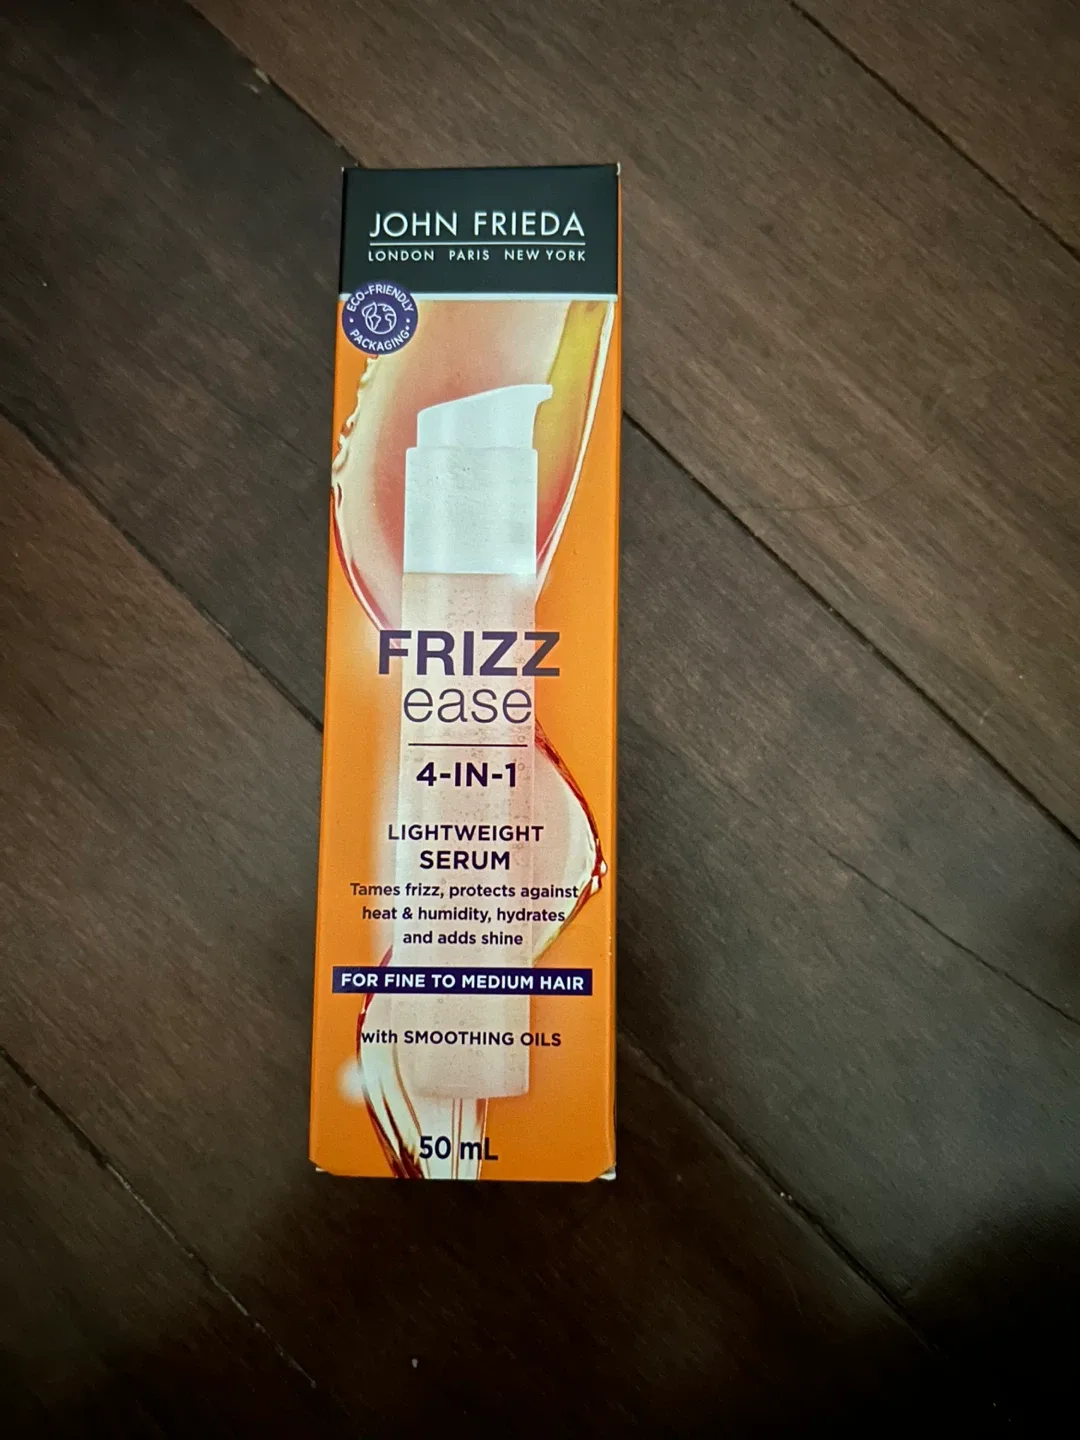 JOHN FRIEDA
LONDON PARIS NEW YORK
ECO-FRIENDLY
PACKAGING
FRIZZ
ease
4-IN-1
LIGHTWEIGHT
SERUM
Tames frizz, protects against
heat & humidity, hydrates
and adds shine
FOR FINE TO MEDIUM HAIR
with SMOOTHING OILS
50 mL